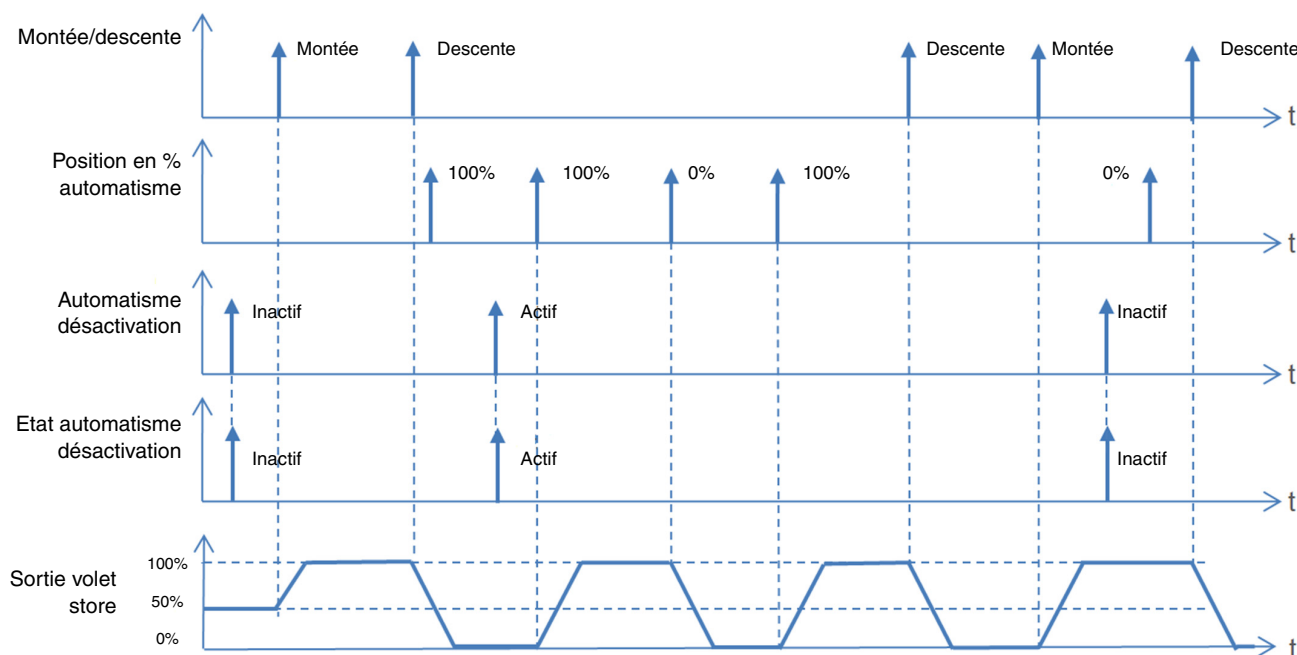 Montée/descente
Montée
Descente
Descente
Montée
Descente
t
Position en %
automatisme
100%
100%
0%
100%
0%
t
Automatisme
désactivation
Inactif
Actif
Inactif
t
Etat automatisme
désactivation
Inactif
Actif
Inactif
t
Sortie volet
store
100%
50%
0%
t